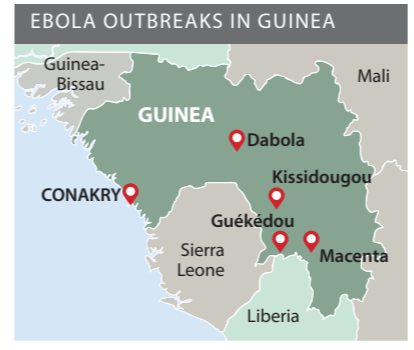 EBOLA OUTBREAKS IN GUINEA
Guinea-
Bissau
Mali
GUINEA
Dabola
Kissidougou
CONAKRY
Guékédou
Sierra
Leone
Macenta
Liberia